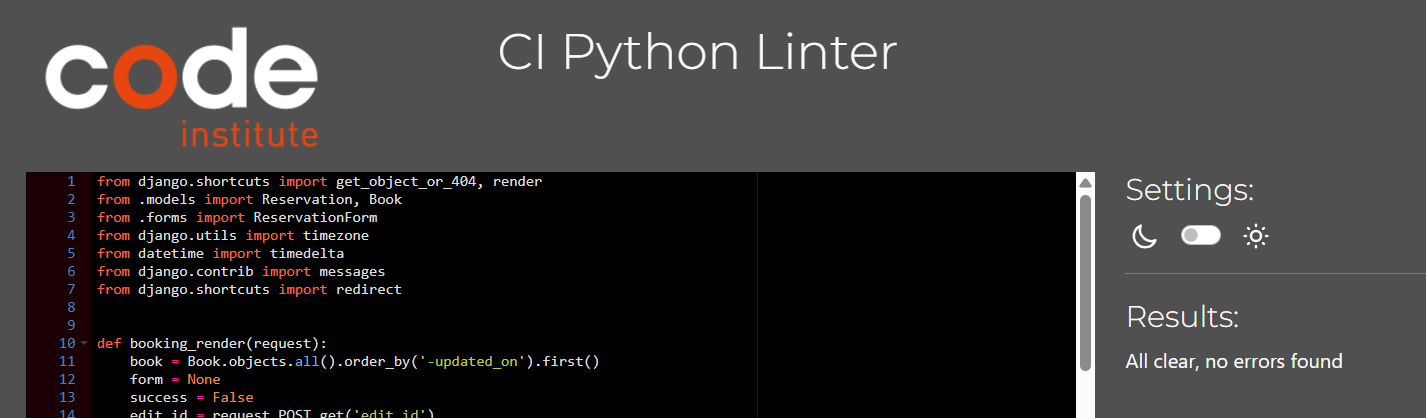 code
institute
CI Python Linter
1 from django.shortcuts import get_object_or_404, render
2 from .models import Reservation, Book
3 from .forms import ReservationForm
4 from django.utils import timezone
5 from datetime import timedelta
6 from django.contrib import messages
7 from django.shortcuts import redirect
8
9
10 def booking_render(request):
11 book = Book.objects.all().order_by('-updated_on').first()
12 form = None
13 success = False
14 edit_id = request.POST.get('edit_id')
Settings:
Results:
All clear, no errors found